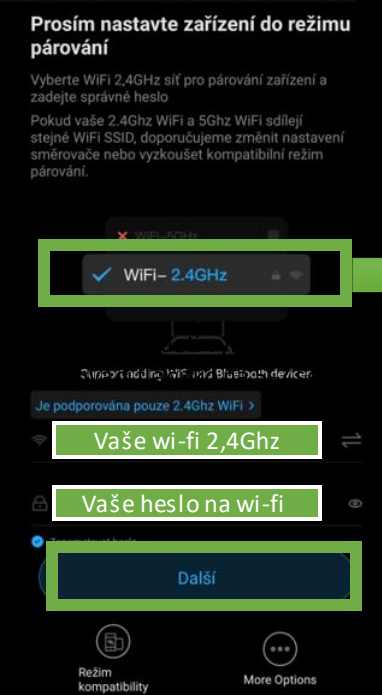 Prosím nastavte zařízení do režimu
párování
Vyberte WiFi 2,4GHz síť pro párování zařízení a
zadejte správné heslo
Pokud vaše 2.4Ghz WiFi a 5Ghz WiFi sdílejí
stejné WiFi SSID, doporučujeme změnit nastavení
směrovače nebo vyzkoušet kompatibilní režim
párování.
WiFi–5GHz
WiFi– 2.4GHz
Support adding WiFi und Bluetooth devices
Je podporována pouze 2.4Ghz WiFi >
Vaše wi-fi 2,4Ghz
Vaše heslo na wi-fi
Zapamatovat heslo
Další
Režim
kompatibility
More Options